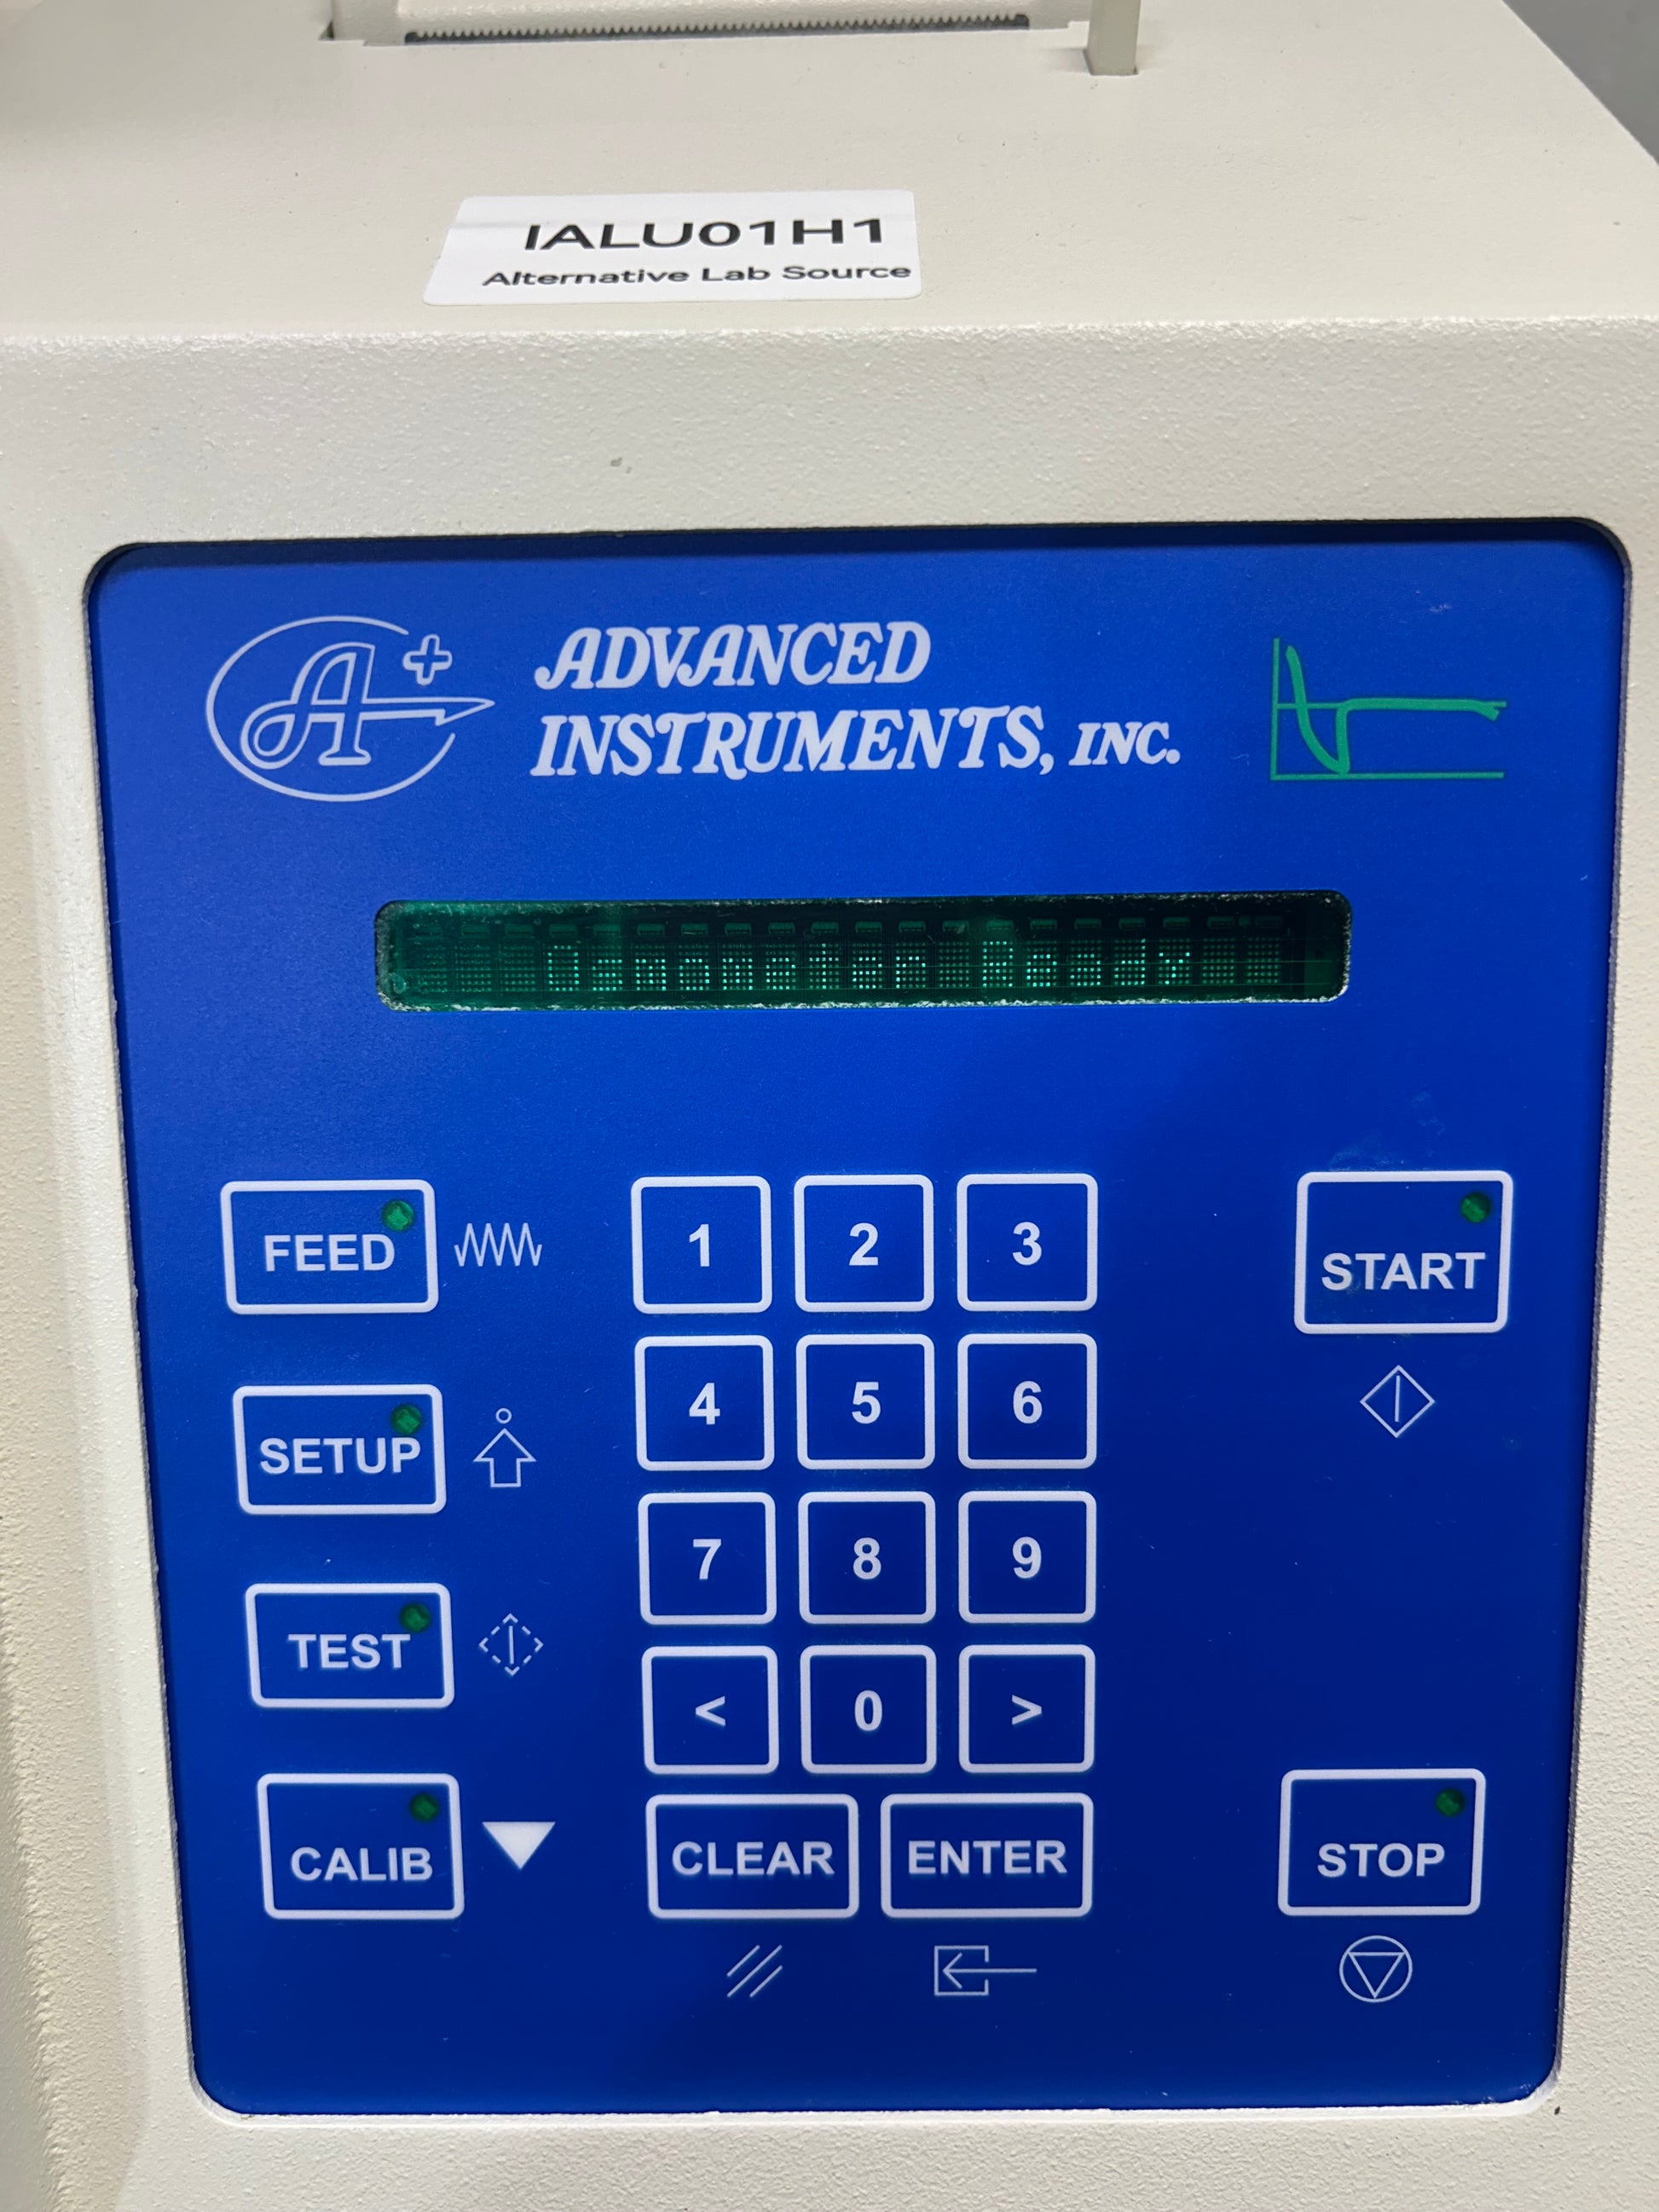 IALU01H1
Alternative Lab Source
ADVANCED
INSTRUMENTS, INC.
Osmometer Ready
FEED
1 2 3
START
SETUP
4 5 6
TEST
7 8 9
< 0 >
CALIB
CLEAR ENTER
STOP